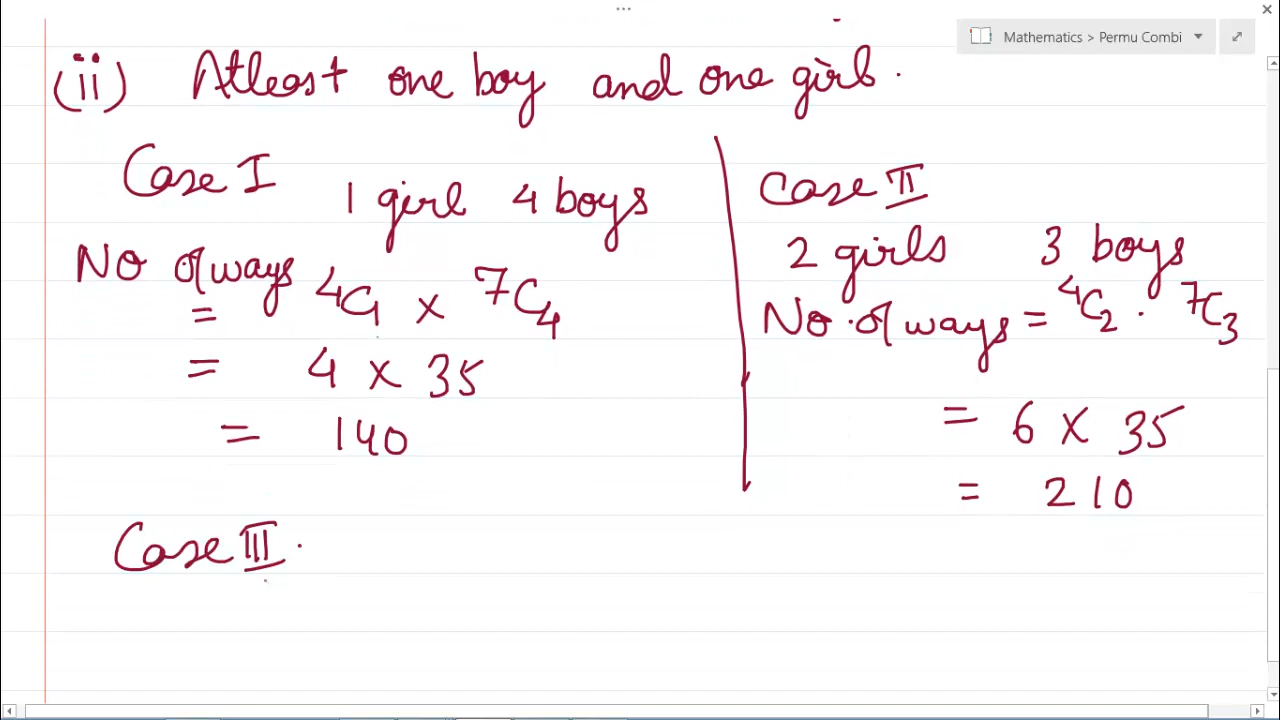 Mathematics > Permu Combi
(ii) Atleast one boy and one girl.
Case I
1 girl 4 boys
No of ways
= 4C1 × 7C4
= 4 × 35
= 140
Case II
2 girls 3 boys
No. of ways = 4C2 . 7C3
= 6 × 35
= 210
Case III.